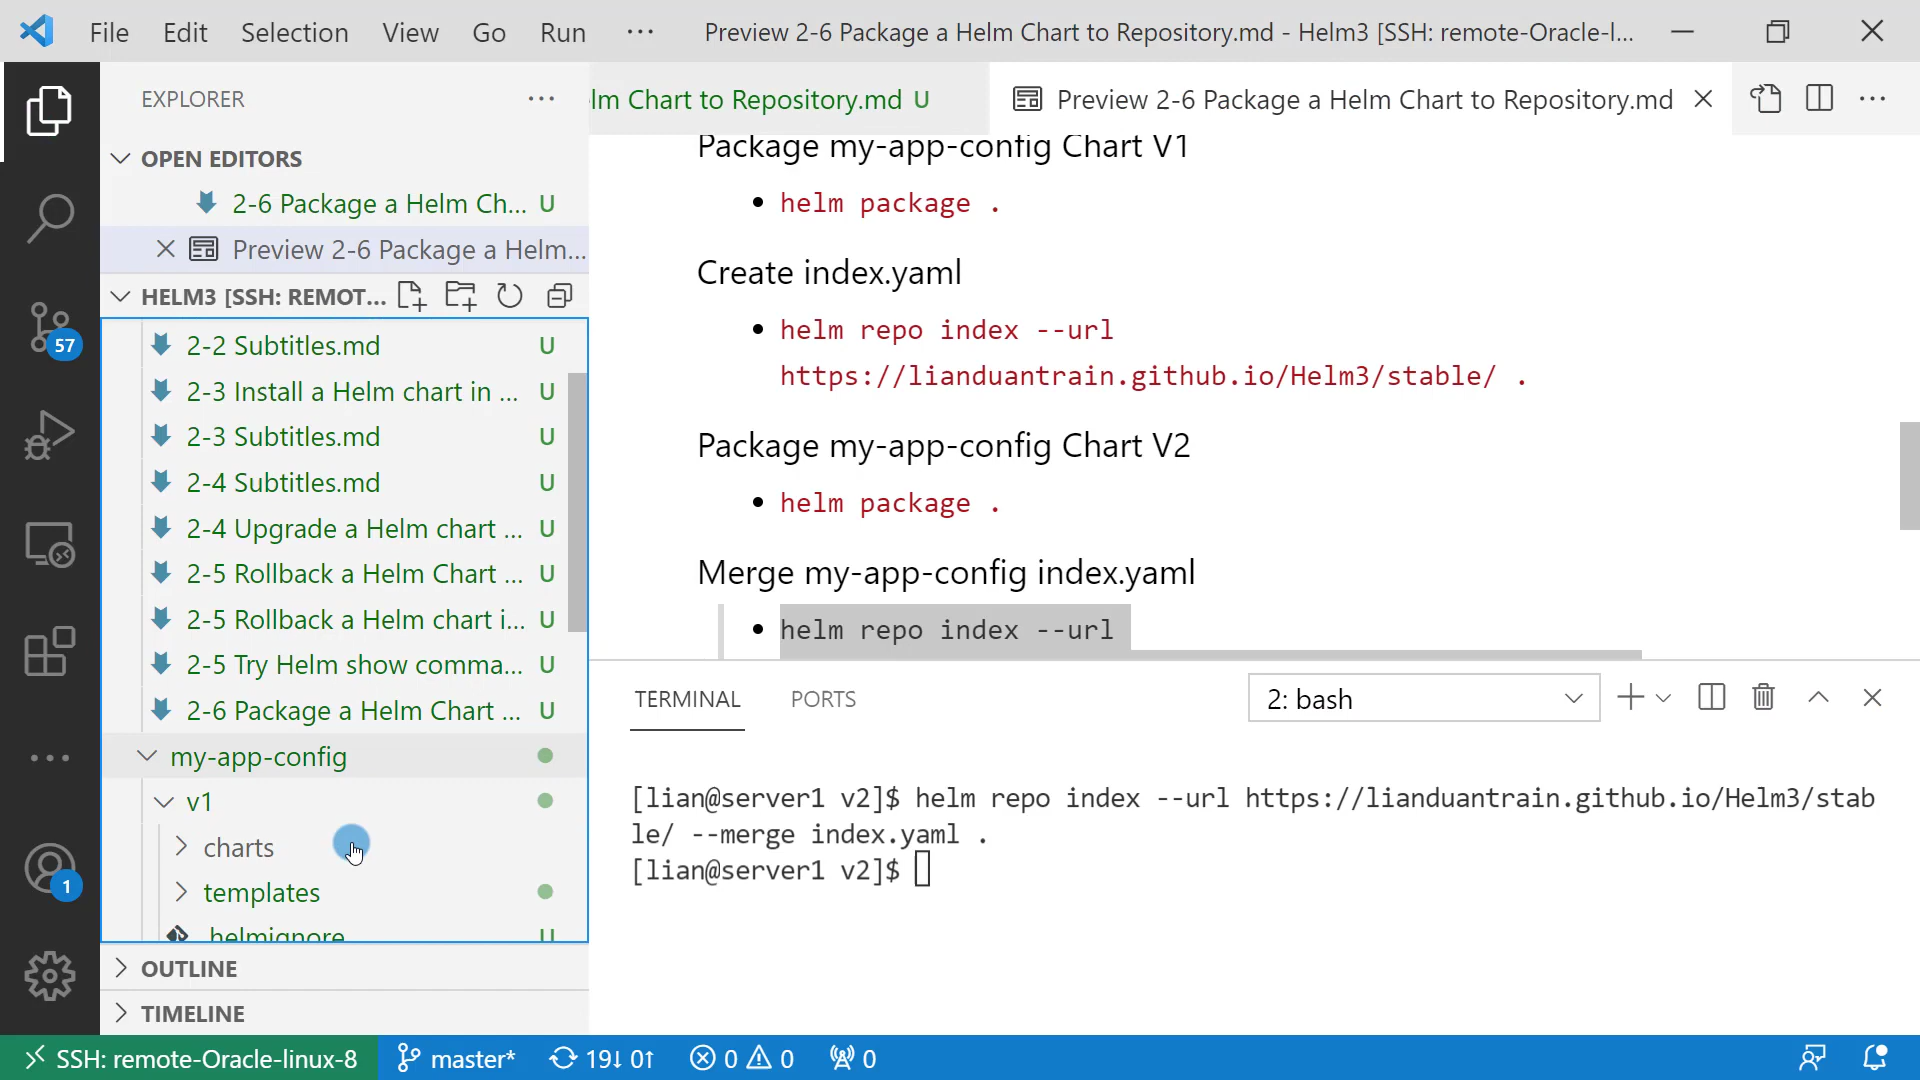 File Edit Selection View Go Run ··· Preview 2-6 Package a Helm Chart to Repository.md - Helm3 [SSH: remote-Oracle-l...
EXPLORER
OPEN EDITORS
2-6 Package a Helm Ch... U
Preview 2-6 Package a Helm...
HELM3 [SSH: REMOT...
2-2 Subtitles.md U
2-3 Install a Helm chart in ... U
2-3 Subtitles.md U
2-4 Subtitles.md U
2-4 Upgrade a Helm chart ... U
2-5 Rollback a Helm Chart ... U
2-5 Rollback a Helm chart i... U
2-5 Try Helm show comma... U
2-6 Package a Helm Chart ... U
my-app-config
v1
charts
templates
.helmignore U
OUTLINE
TIMELINE
57
1
lm Chart to Repository.md U
Preview 2-6 Package a Helm Chart to Repository.md
Package my-app-config Chart V1
• helm package .
Create index.yaml
• helm repo index --url
https://lianduantrain.github.io/Helm3/stable/ .
Package my-app-config Chart V2
• helm package .
Merge my-app-config index.yaml
• helm repo index --url
TERMINAL PORTS
2: bash
[lian@server1 v2]$ helm repo index --url https://lianduantrain.github.io/Helm3/stab
le/ --merge index.yaml .
[lian@server1 v2]$
SSH: remote-Oracle-linux-8 master* 19↓ 0↑ 0 0 0